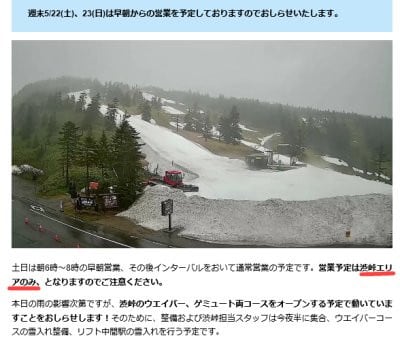 週末5/22(土)、23(日)は早朝からの営業を予定しておりますのでおしらせいたします。
土日は朝6時～8時の早朝営業、その後インターバルをおいて通常営業の予定です。営業予定は渋峠エリ
アのみ、となりますのでご注意ください。
本日の雨の影響次第ですが、渋峠のウエイバー、ゲミュート両コースをオープンする予定で動いていま
すことをおしらせします！そのために、整備および渋峠担当スタッフは今夜半に集合、ウエイバーコー
スの雪入れ整備、リフト中間駅の雪入れを行う予定です。